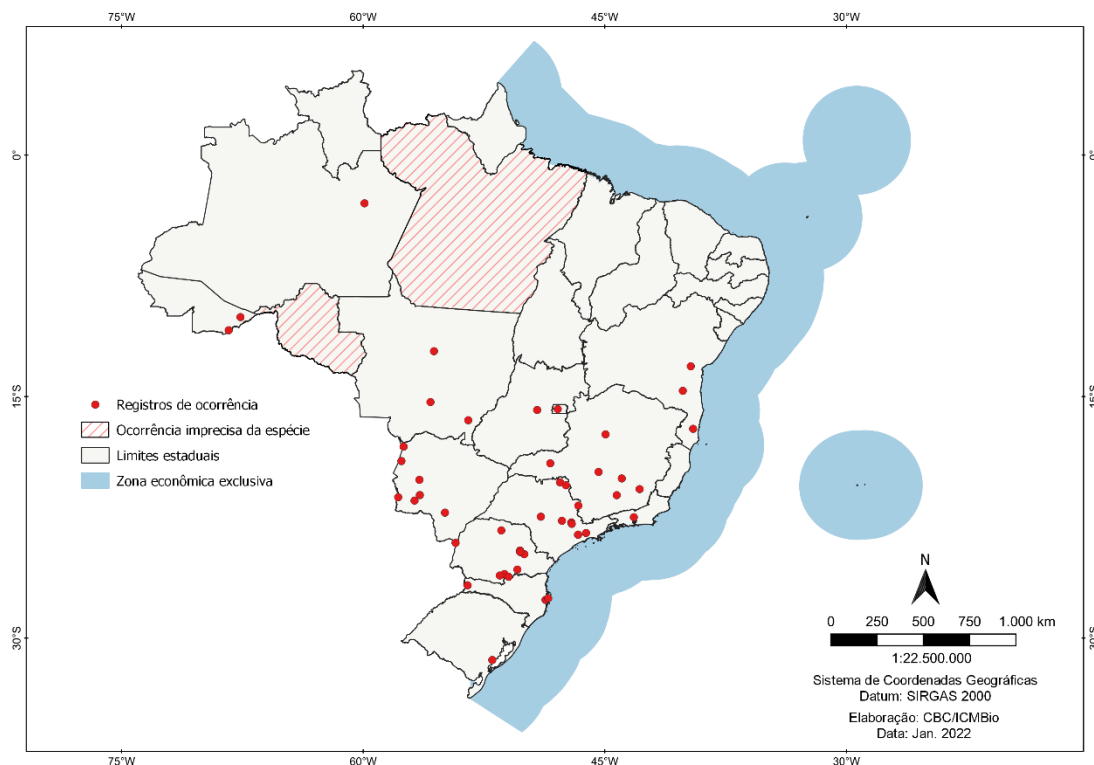 75°W 60°W 45°W 30°W
0°
0°
15°S
15°S
30°S
30°S
Registros de ocorrência
Ocorrência imprecisa da espécie
Limites estaduais
Zona econômica exclusiva
N
0 250 500 750 1.000 km
1:22.500.000
Sistema de Coordenadas Geográficas
Datum: SIRGAS 2000
Elaboração: CBC/ICMBio
Data: Jan. 2022
75°W 60°W 45°W 30°W